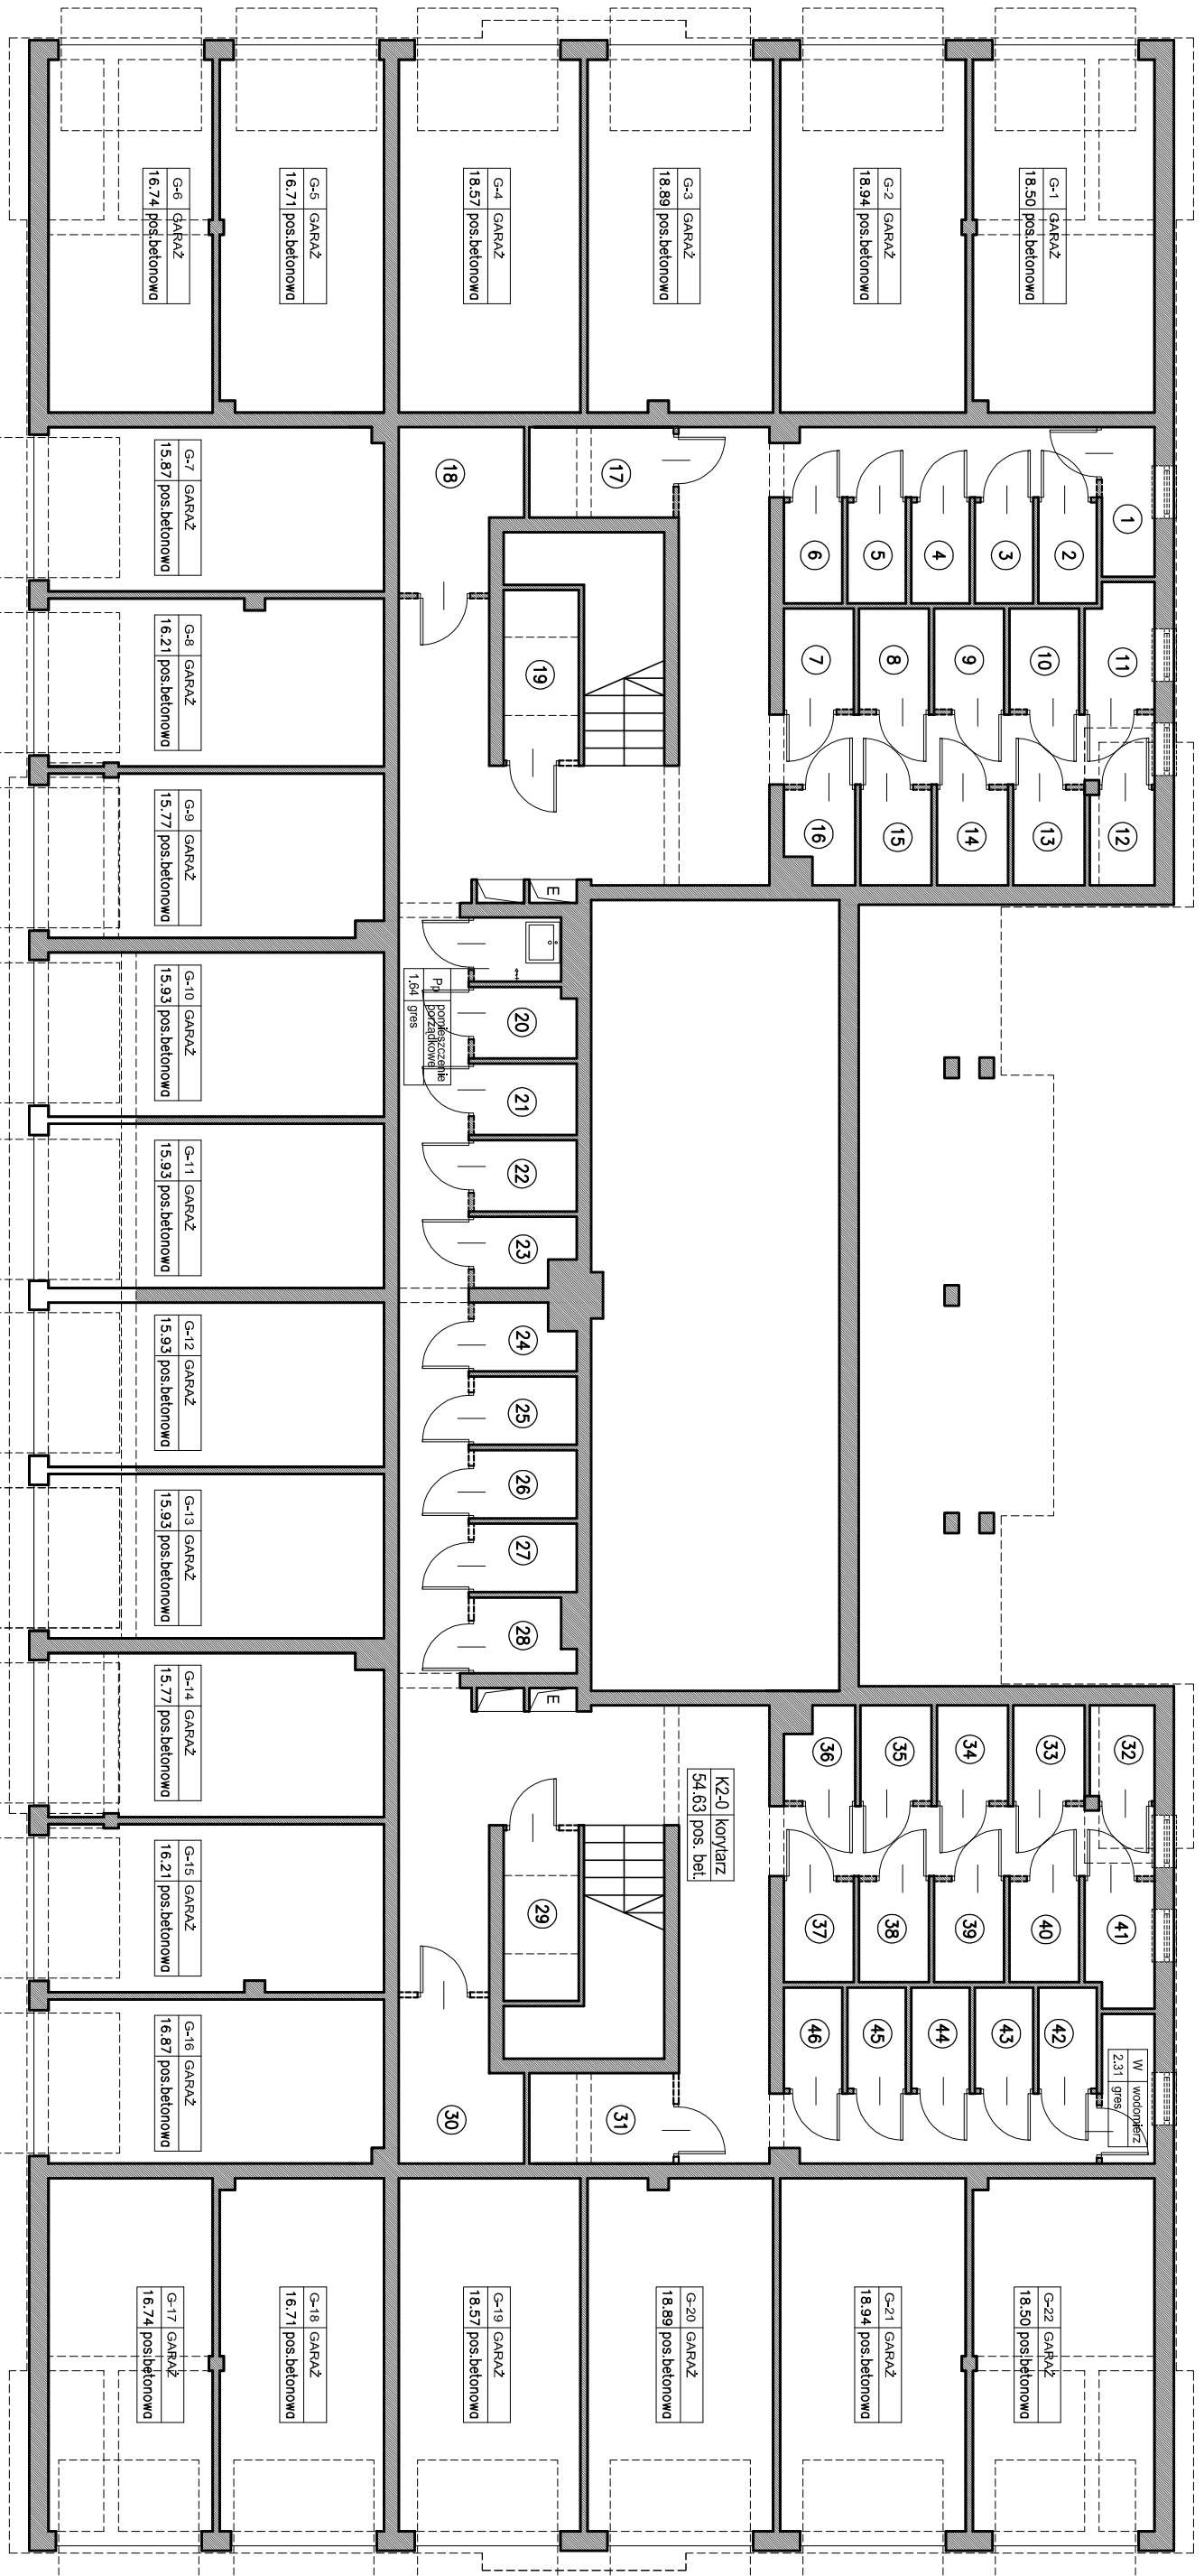 G-1 GARAŻ
18.50 pos.betonowa
G-2 GARAŻ
18.94 pos.betonowa
G-3 GARAŻ
18.89 pos.betonowa
G-4 GARAŻ
18.57 pos.betonowa
G-5 GARAŻ
16.71 pos.betonowa
G-6 GARAŻ
16.74 pos.betonowa
1
2
3
4
5
6
7
8
9
10
11
12
13
14
15
16
17
18
19
G-7 GARAŻ
15.87 pos.betonowa
G-8 GARAŻ
16.21 pos.betonowa
G-9 GARAŻ
15.77 pos.betonowa
G-10 GARAŻ
15.93 pos.betonowa
G-11 GARAŻ
15.93 pos.betonowa
G-12 GARAŻ
15.93 pos.betonowa
G-13 GARAŻ
15.93 pos.betonowa
G-14 GARAŻ
15.77 pos.betonowa
G-15 GARAŻ
16.21 pos.betonowa
G-16 GARAŻ
16.87 pos.betonowa
E
Pp pomieszczenie
porządkowe
1.64 gres
20
21
22
23
24
25
26
27
28
E
K2-0 korytarz
54.63 pos. bet.
29
30
31
32
33
34
35
36
37
38
39
40
41
42
43
44
45
46
W wodomierz
2.31 gres
G-22 GARAŻ
18.50 pos.betonowa
G-21 GARAŻ
18.94 pos.betonowa
G-20 GARAŻ
18.89 pos.betonowa
G-19 GARAŻ
18.57 pos.betonowa
G-18 GARAŻ
16.71 pos.betonowa
G-17 GARAŻ
16.74 pos.betonowa